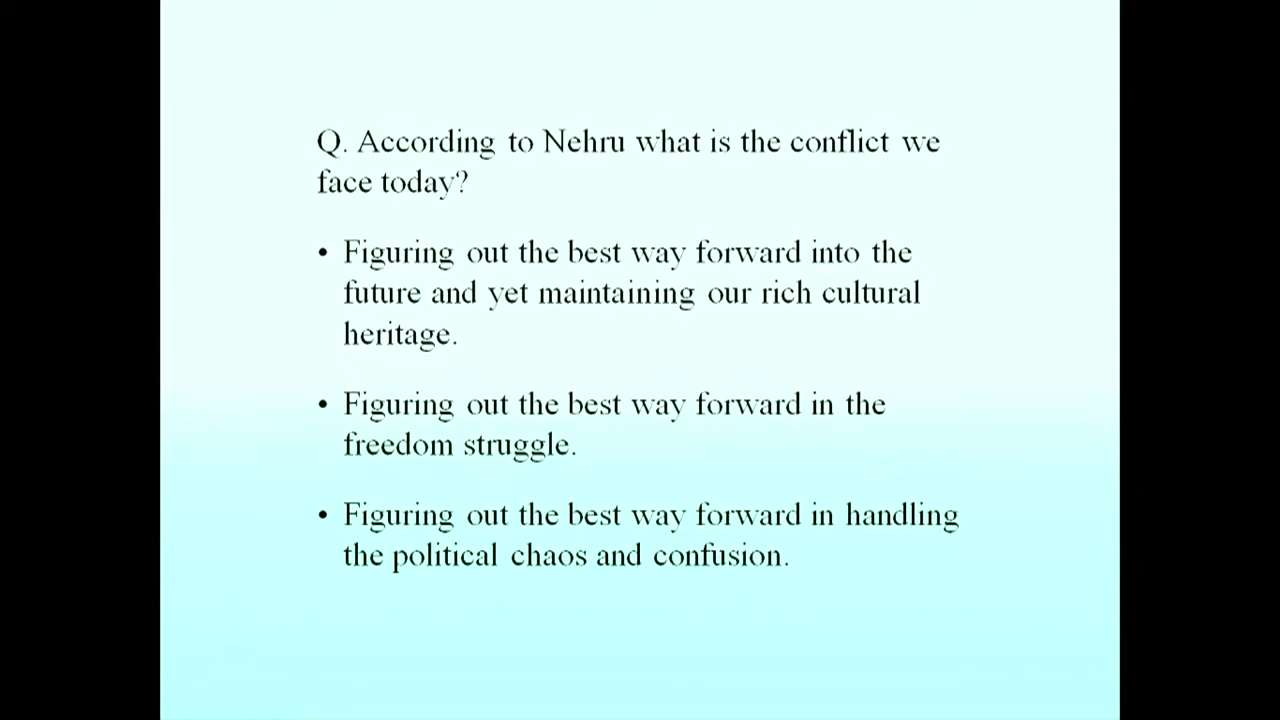 Q. According to Nehru what is the conflict we
face today?
• Figuring out the best way forward into the
future and yet maintaining our rich cultural
heritage.
• Figuring out the best way forward in the
freedom struggle.
• Figuring out the best way forward in handling
the political chaos and confusion.